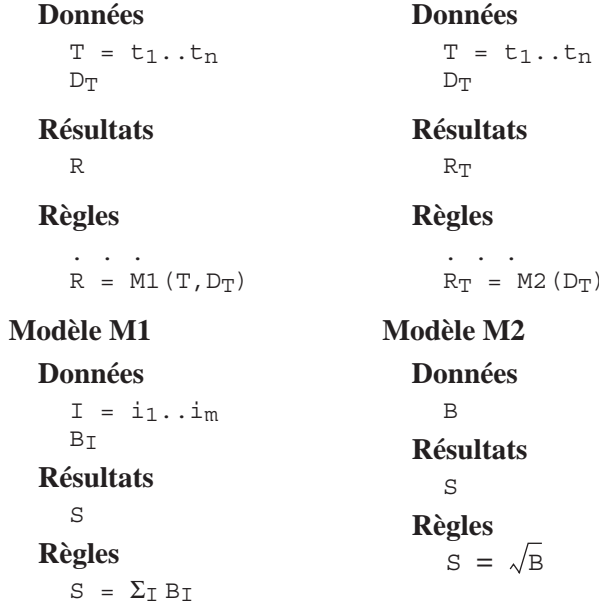 Données
T = t1..tn
DT
Résultats
R
Règles
. . .
R = M1(T,DT)
Modèle M1
Données
I = i1..im
BI
Résultats
S
Règles
S = ΣI BI
Données
T = t1..tn
DT
Résultats
RT
Règles
. . .
RT = M2(DT)
Modèle M2
Données
B
Résultats
S
Règles
S = √B